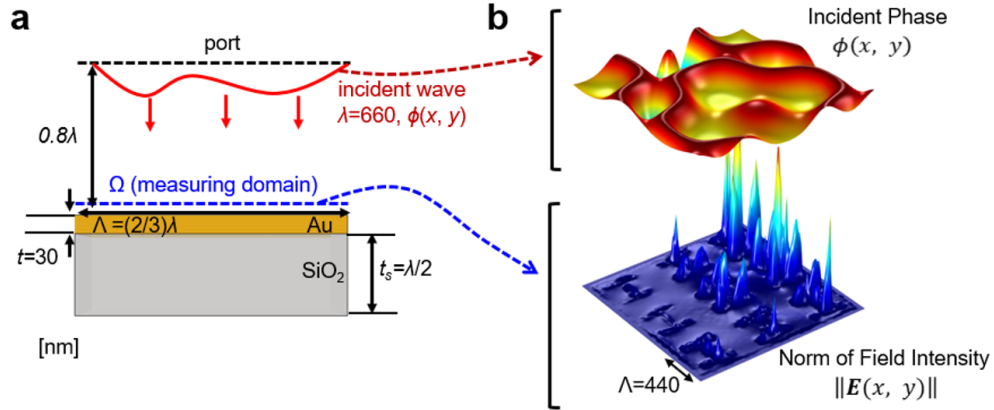 a
port
incident wave
λ=660, ϕ(x, y)
0.8λ
Ω (measuring domain)
Λ =(2/3)λ
Au
t=30
SiO₂
tₛ=λ/2
[nm]
b
Incident Phase
ϕ(x, y)
Λ=440
Norm of Field Intensity
‖E(x, y)‖